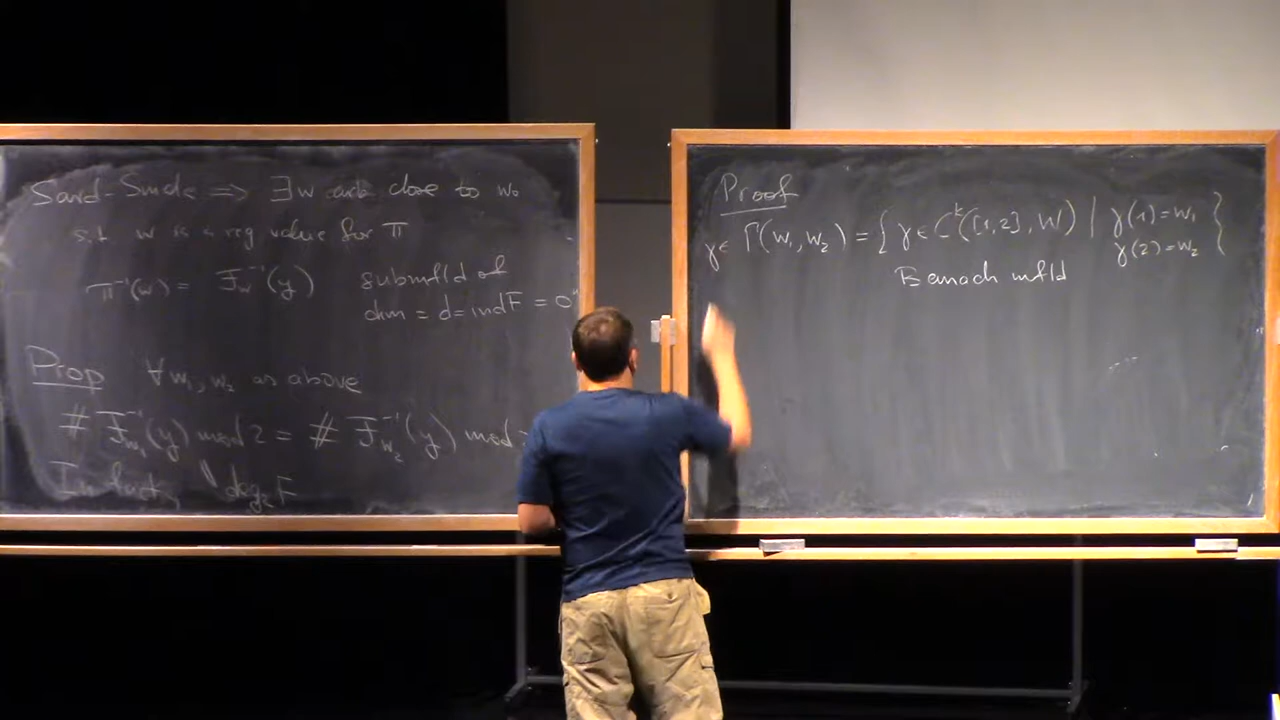 Sard-Smale ⟹ ∃ w arb. close to w₀
s.t. w is a reg value for π
π⁻¹(w) = ℱ_w⁻¹(y) submfld of
dim = d = ind F = 0
Prop ∀ w₁, w₂ as above
# ℱ_{w₁}⁻¹(y) mod 2 = # ℱ_{w₂}⁻¹(y) mod
In fact, deg₂ F
Proof
γ ∈ Γ(w₁, w₂) = { γ ∈ C^k([1,2], W) | γ(1) = w₁
γ(2) = w₂ }
Banach mfld